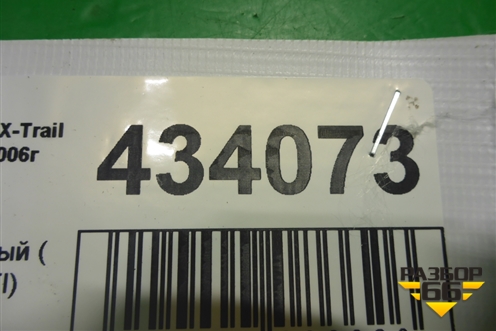 X-Trail
006г
434073
ый (
I)
РАЗБОР
66